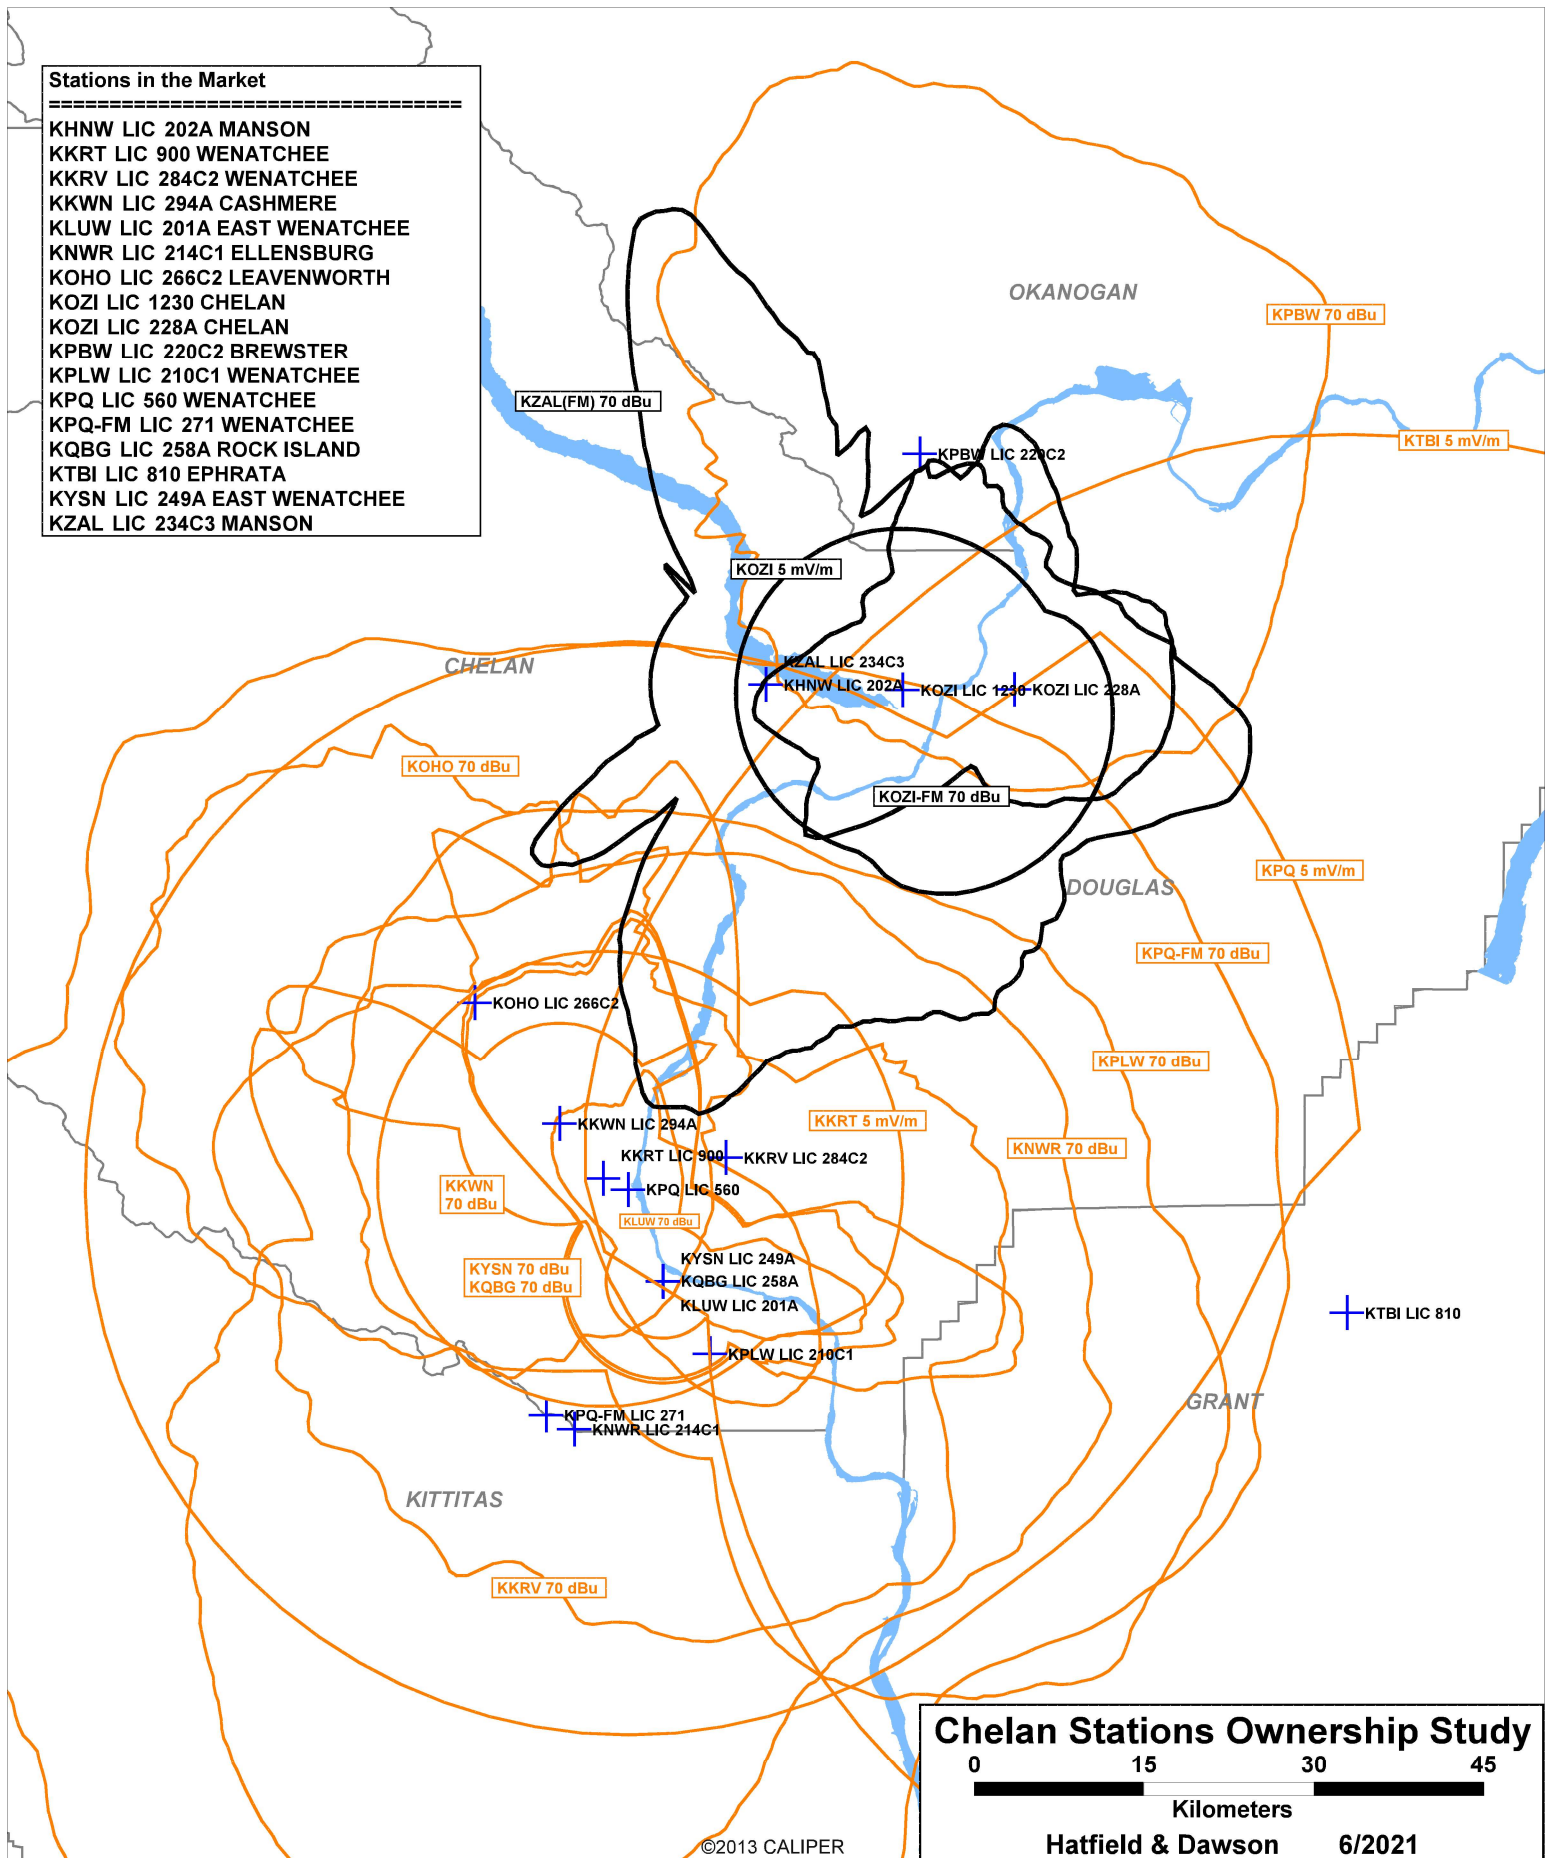 Stations in the Market
==================================
KHNW LIC 202A MANSON
KKRT LIC 900 WENATCHEE
KKRV LIC 284C2 WENATCHEE
KKWN LIC 294A CASHMERE
KLUW LIC 201A EAST WENATCHEE
KNWR LIC 214C1 ELLENSBURG
KOHO LIC 266C2 LEAVENWORTH
KOZI LIC 1230 CHELAN
KOZI LIC 228A CHELAN
KPBW LIC 220C2 BREWSTER
KPLW LIC 210C1 WENATCHEE
KPQ LIC 560 WENATCHEE
KPQ-FM LIC 271 WENATCHEE
KQBG LIC 258A ROCK ISLAND
KTBI LIC 810 EPHRATA
KYSN LIC 249A EAST WENATCHEE
KZAL LIC 234C3 MANSON
OKANOGAN
KPBW 70 dBu
KZAL(FM) 70 dBu
KTBI 5 mV/m
KPBW LIC 220C2
KOZI 5 mV/m
CHELAN
KZAL LIC 234C3
KHNW LIC 202A
KOZI LIC 1230
KOZI LIC 228A
KOHO 70 dBu
KOZI-FM 70 dBu
KPQ 5 mV/m
DOUGLAS
KPQ-FM 70 dBu
KOHO LIC 266C2
KPLW 70 dBu
KKRT 5 mV/m
KKWN LIC 294A
KNWR 70 dBu
KKRT LIC 900
KKRV LIC 284C2
KKWN
70 dBu
KPQ LIC 560
KLUW 70 dBu
KYSN LIC 249A
KYSN 70 dBu
KQBG 70 dBu
KQBG LIC 258A
KLUW LIC 201A
KTBI LIC 810
KPLW LIC 210C1
GRANT
KPQ-FM LIC 271
KNWR LIC 214C1
KITTITAS
KKRV 70 dBu
Chelan Stations Ownership Study
0 15 30 45
Kilometers
Hatfield & Dawson 6/2021
©2013 CALIPER